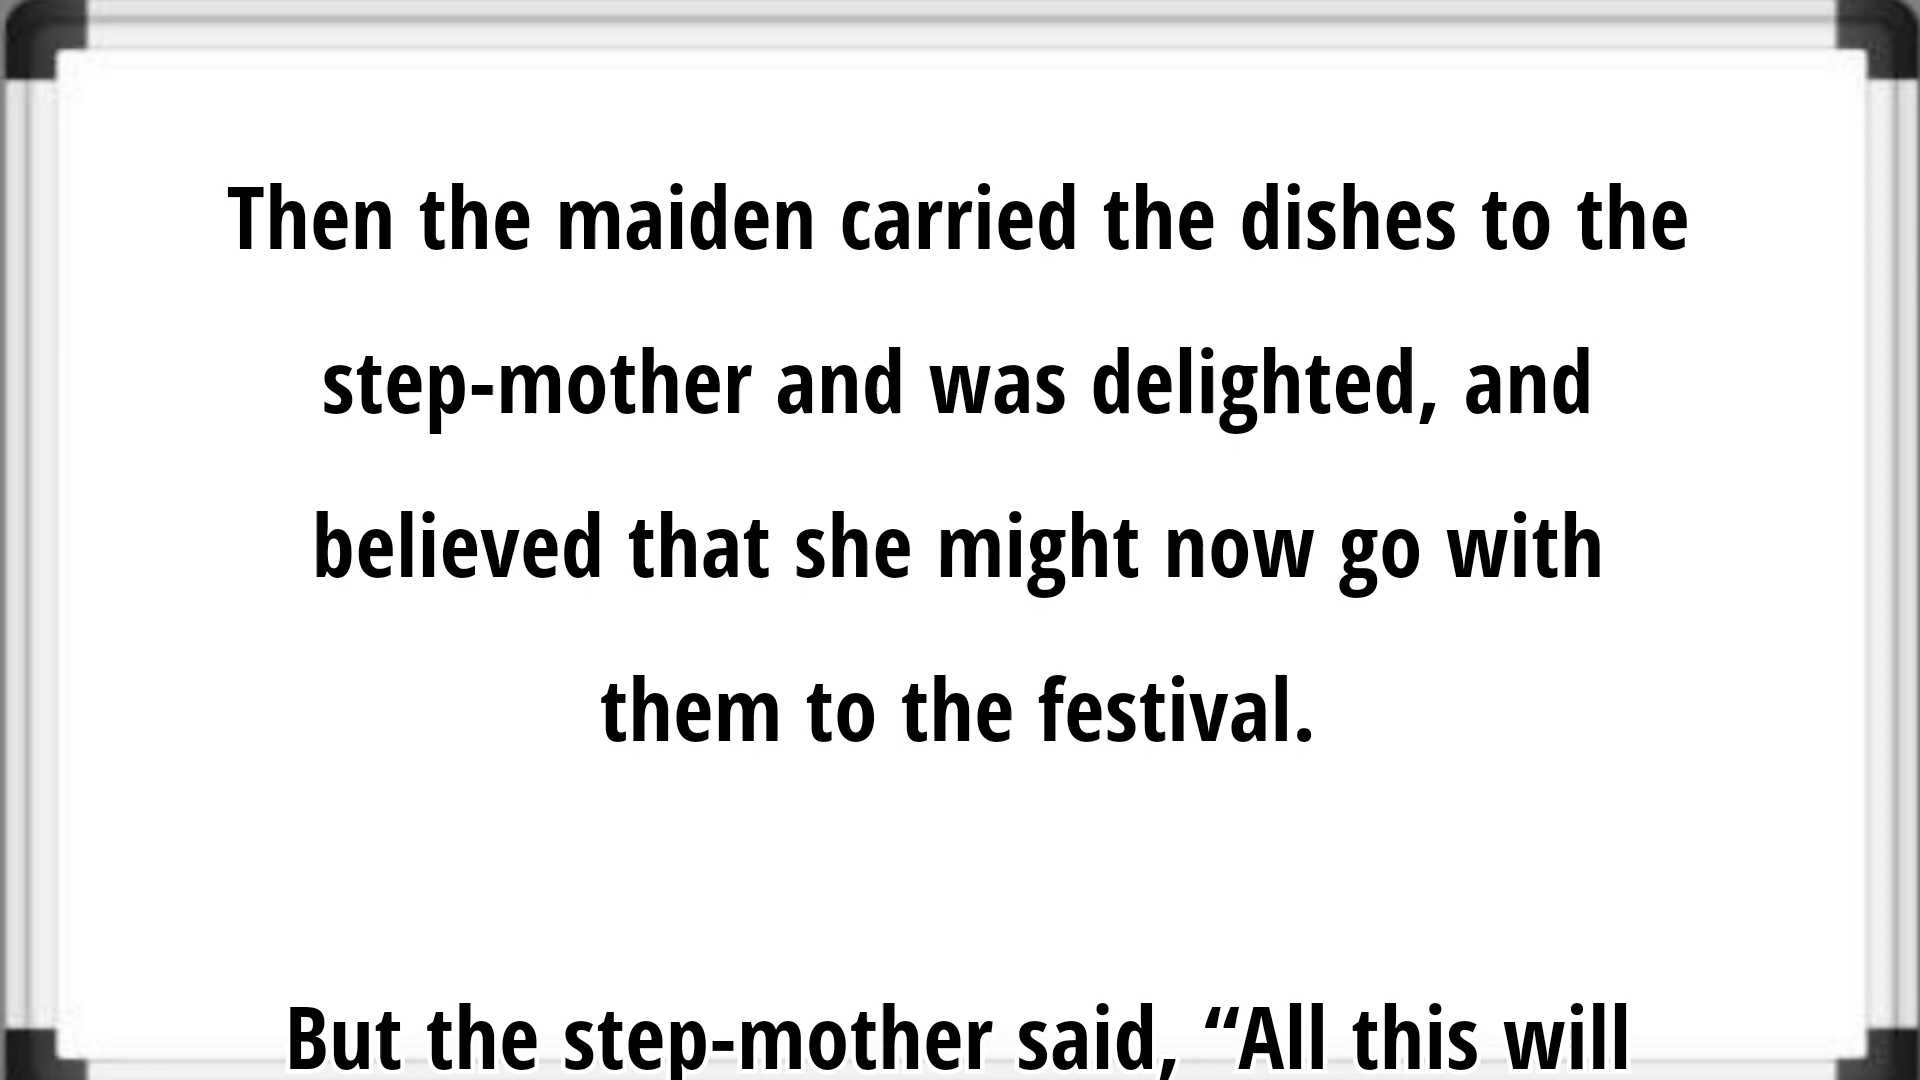 Then the maiden carried the dishes to the
step-mother and was delighted, and
believed that she might now go with
them to the festival.
But the step-mother said, “All this will